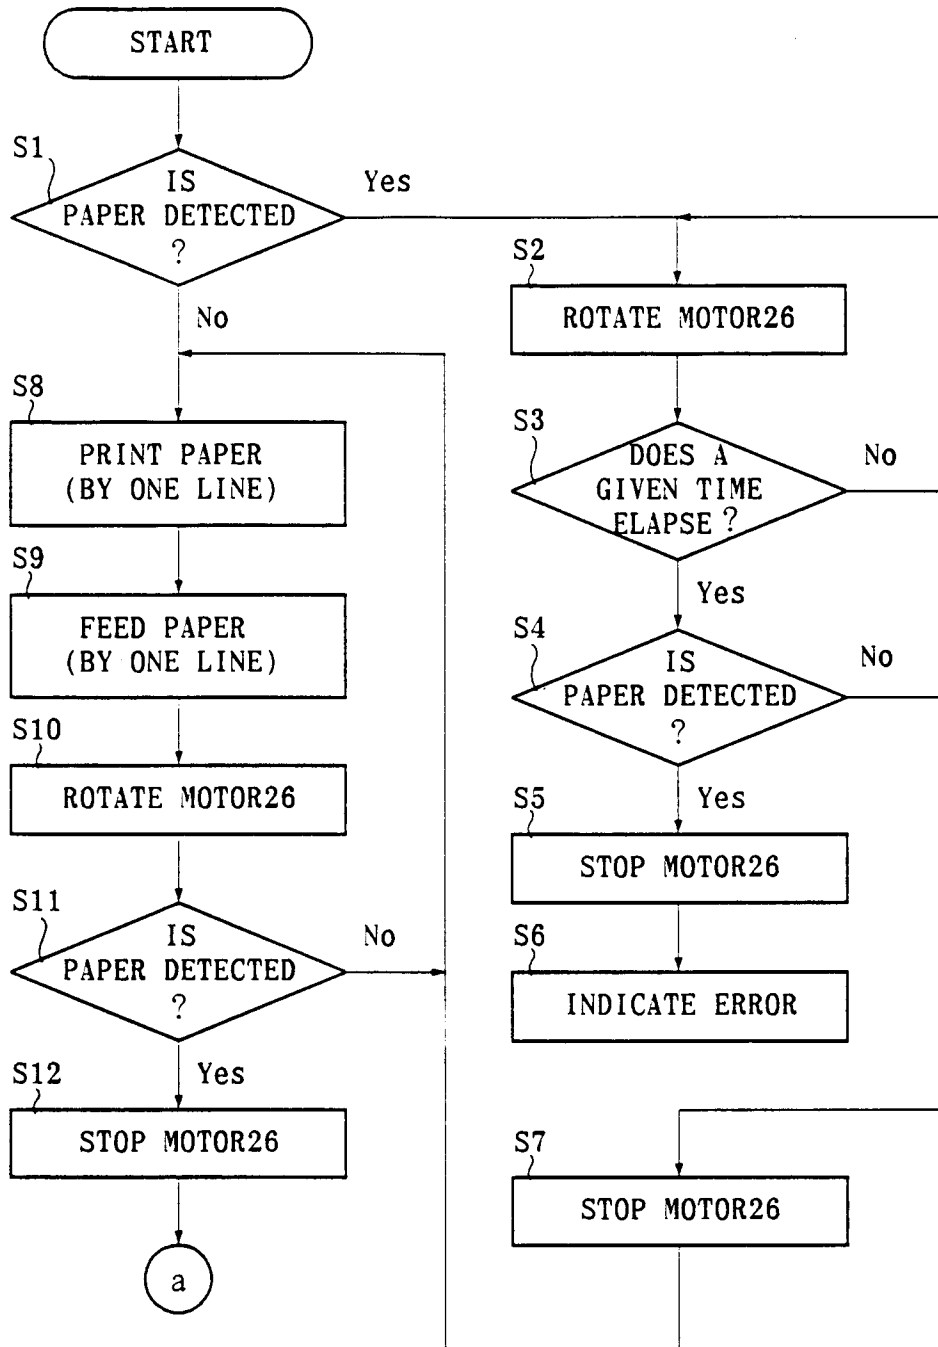 START
S1
IS
PAPER DETECTED
?
Yes
No
S8
PRINT PAPER
(BY ONE LINE)
S9
FEED PAPER
(BY ONE LINE)
S10
ROTATE MOTOR26
S11
IS
PAPER DETECTED
?
No
Yes
S12
STOP MOTOR26
a
S2
ROTATE MOTOR26
S3
DOES A
GIVEN TIME
ELAPSE?
No
Yes
S4
IS
PAPER DETECTED
?
No
Yes
S5
STOP MOTOR26
S6
INDICATE ERROR
S7
STOP MOTOR26